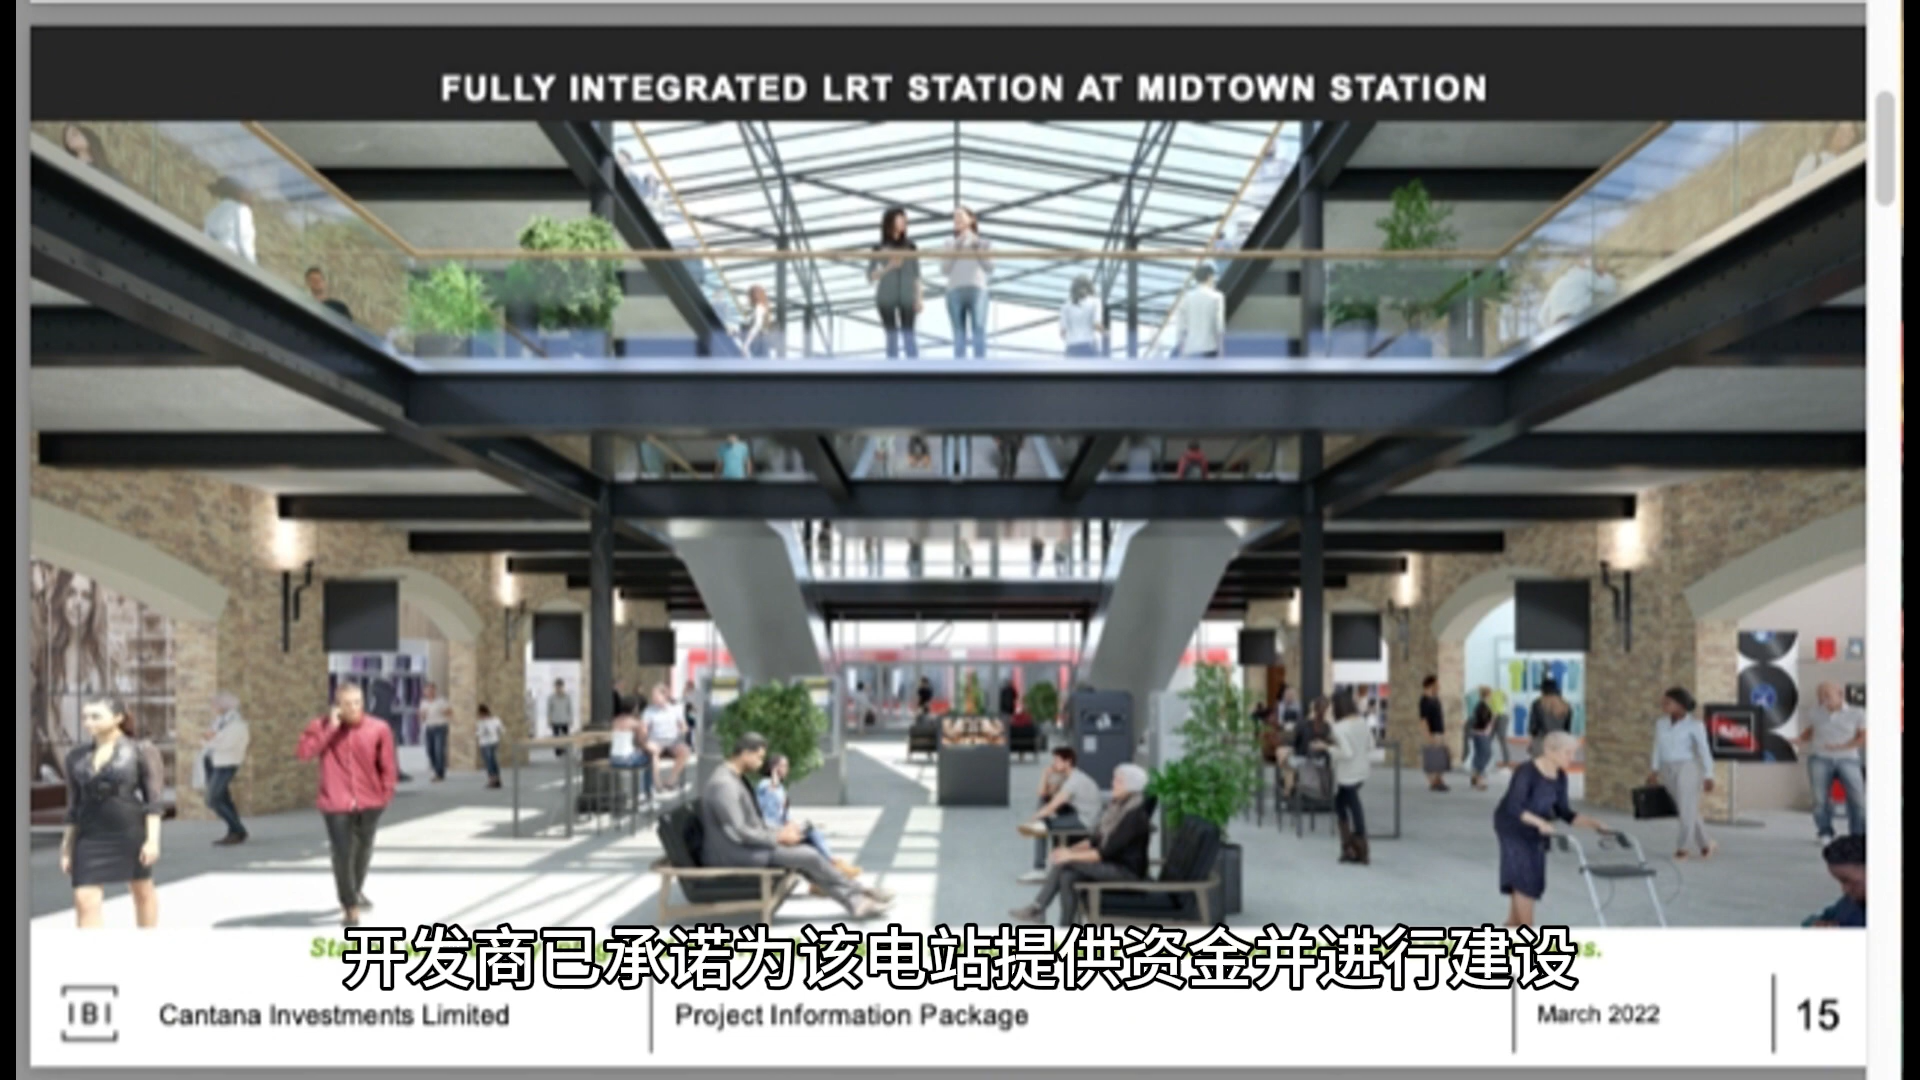 FULLY INTEGRATED LRT STATION AT MIDTOWN STATION
开发商已承诺为该电站提供资金并进行建设
IBI
Cantana Investments Limited
Project Information Package
March 2022
15